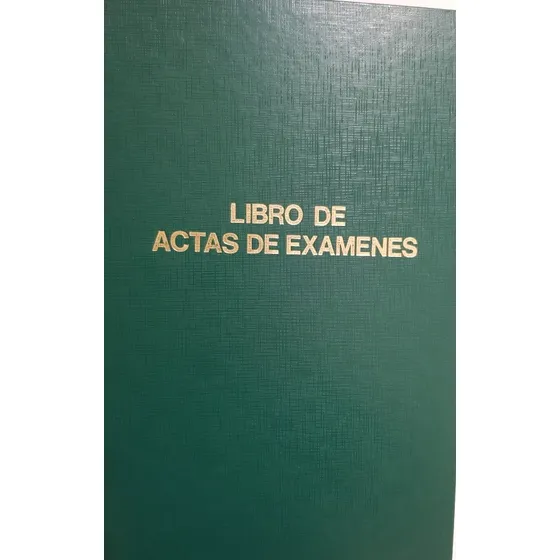 LIBRO DE
ACTAS DE EXAMENES